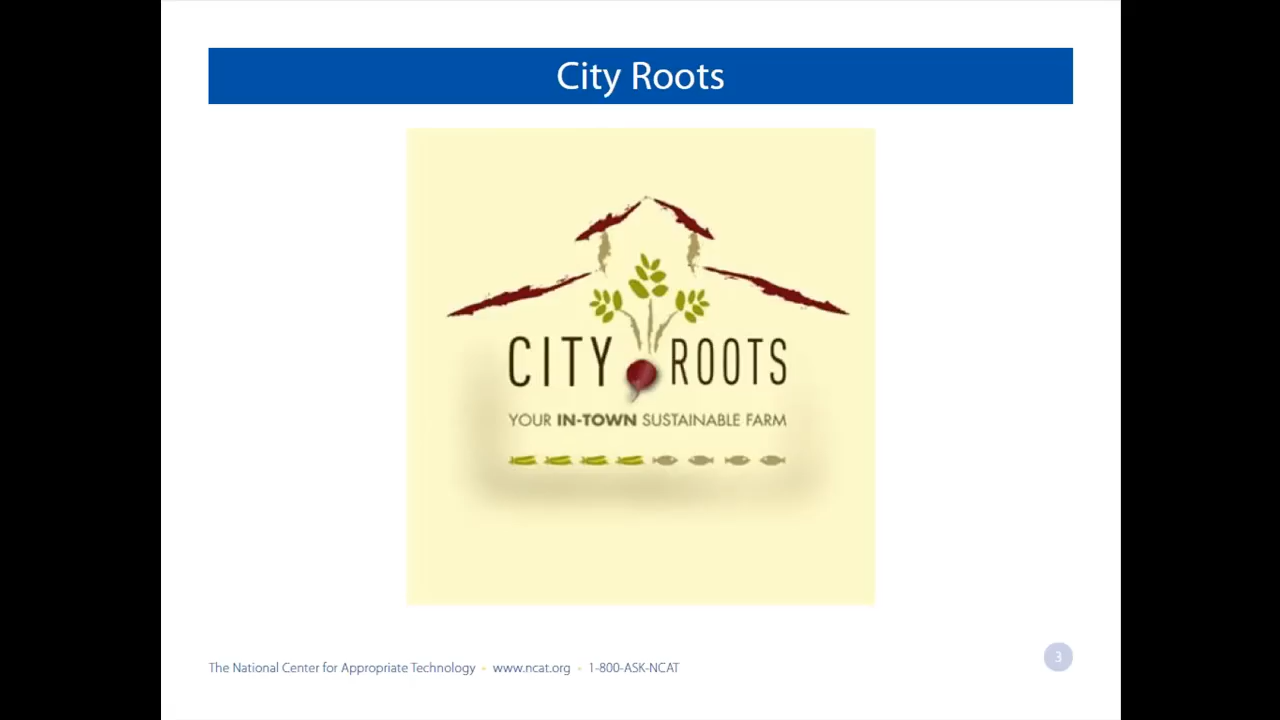 City Roots
CITY ROOTS
YOUR IN-TOWN SUSTAINABLE FARM
The National Center for Appropriate Technology • www.ncat.org • 1-800-ASK-NCAT
3